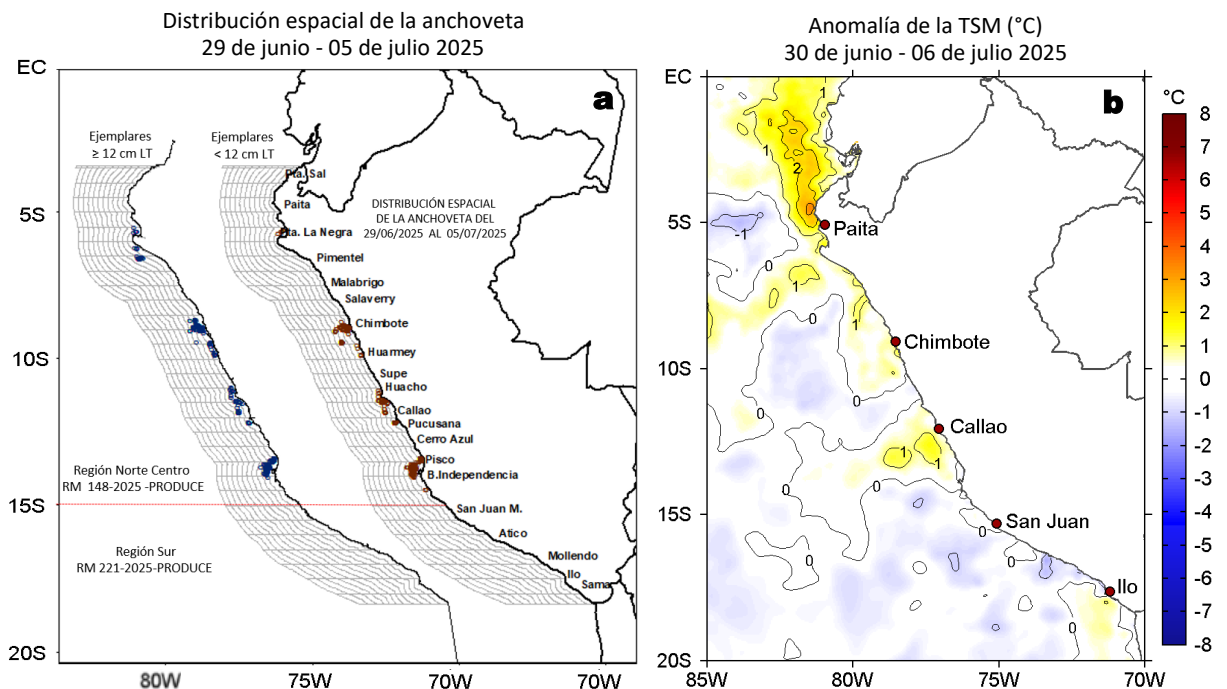 Distribución espacial de la anchoveta
29 de junio - 05 de julio 2025
EC
5S
10S
15S
20S
80W
75W
70W
70W
a
Ejemplares
≥ 12 cm LT
Ejemplares
< 12 cm LT
DISTRIBUCIÓN ESPACIAL
DE LA ANCHOVETA DEL
29/06/2025 AL 05/07/2025
Pta. Sal
Paita
Pta. La Negra
Pimentel
Malabrigo
Salaverry
Chimbote
Huarmey
Supe
Huacho
Callao
Pucusana
Cerro Azul
Pisco
B.Independencia
San Juan M.
Atico
Mollendo
Ilo
Sama
Región Norte Centro
RM 148-2025 -PRODUCE
Región Sur
RM 221-2025-PRODUCE
Anomalía de la TSM (°C)
30 de junio - 06 de julio 2025
EC
5S
10S
15S
20S
85W
80W
75W
70W
b
1
1
2
-1
0
1
0
1
0
0
0
1
1
0
0
0
0
0
0
Paita
Chimbote
Callao
San Juan
Ilo
°C
8
7
6
5
4
3
2
1
0
-1
-2
-3
-4
-5
-6
-7
-8